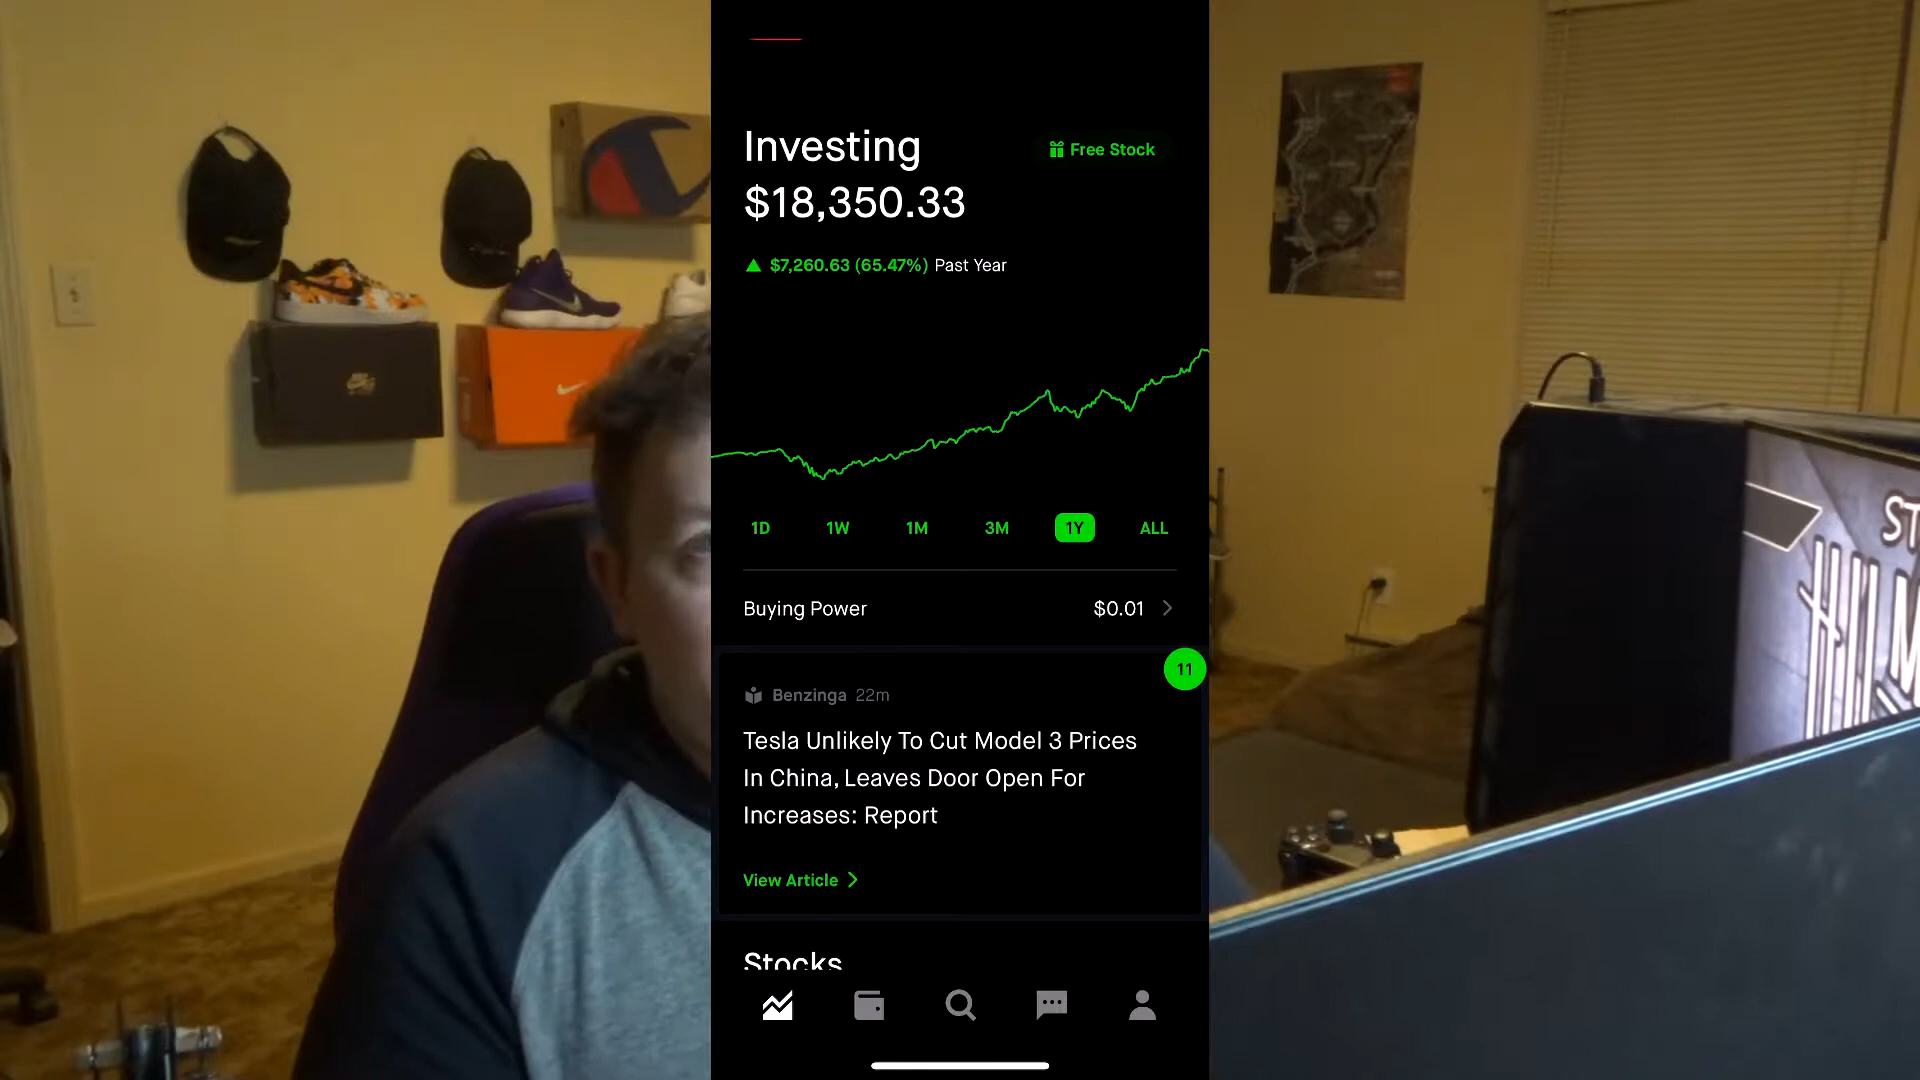 Investing
Free Stock
$18,350.33
$7,260.63 (65.47%) Past Year
1D 1W 1M 3M 1Y ALL
Buying Power $0.01
11
Benzinga 22m
Tesla Unlikely To Cut Model 3 Prices
In China, Leaves Door Open For
Increases: Report
View Article
Stocks
ST